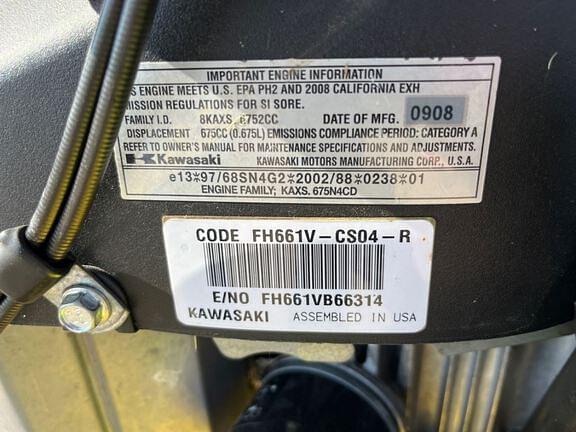 IMPORTANT ENGINE INFORMATION
S ENGINE MEETS U.S. EPA PH2 AND 2008 CALIFORNIA EXH
MISSION REGULATIONS FOR SI SORE.
FAMILY I.D. 8KAXS. 6752CC DATE OF MFG. 0908
DISPLACEMENT 675CC (0.675L) EMISSIONS COMPLIANCE PERIOD: CATEGORY A
REFER TO OWNER'S MANUAL FOR MAINTENANCE SPECIFICATIONS AND ADJUSTMENTS.
Kawasaki KAWASAKI MOTORS MANUFACTURING CORP., U.S.A.
e13*97/68SN4G2*2002/88*0238*01
ENGINE FAMILY; KAXS. 675N4CD
CODE FH661V-CS04-R
E/NO FH661VB66314
KAWASAKI ASSEMBLED IN USA